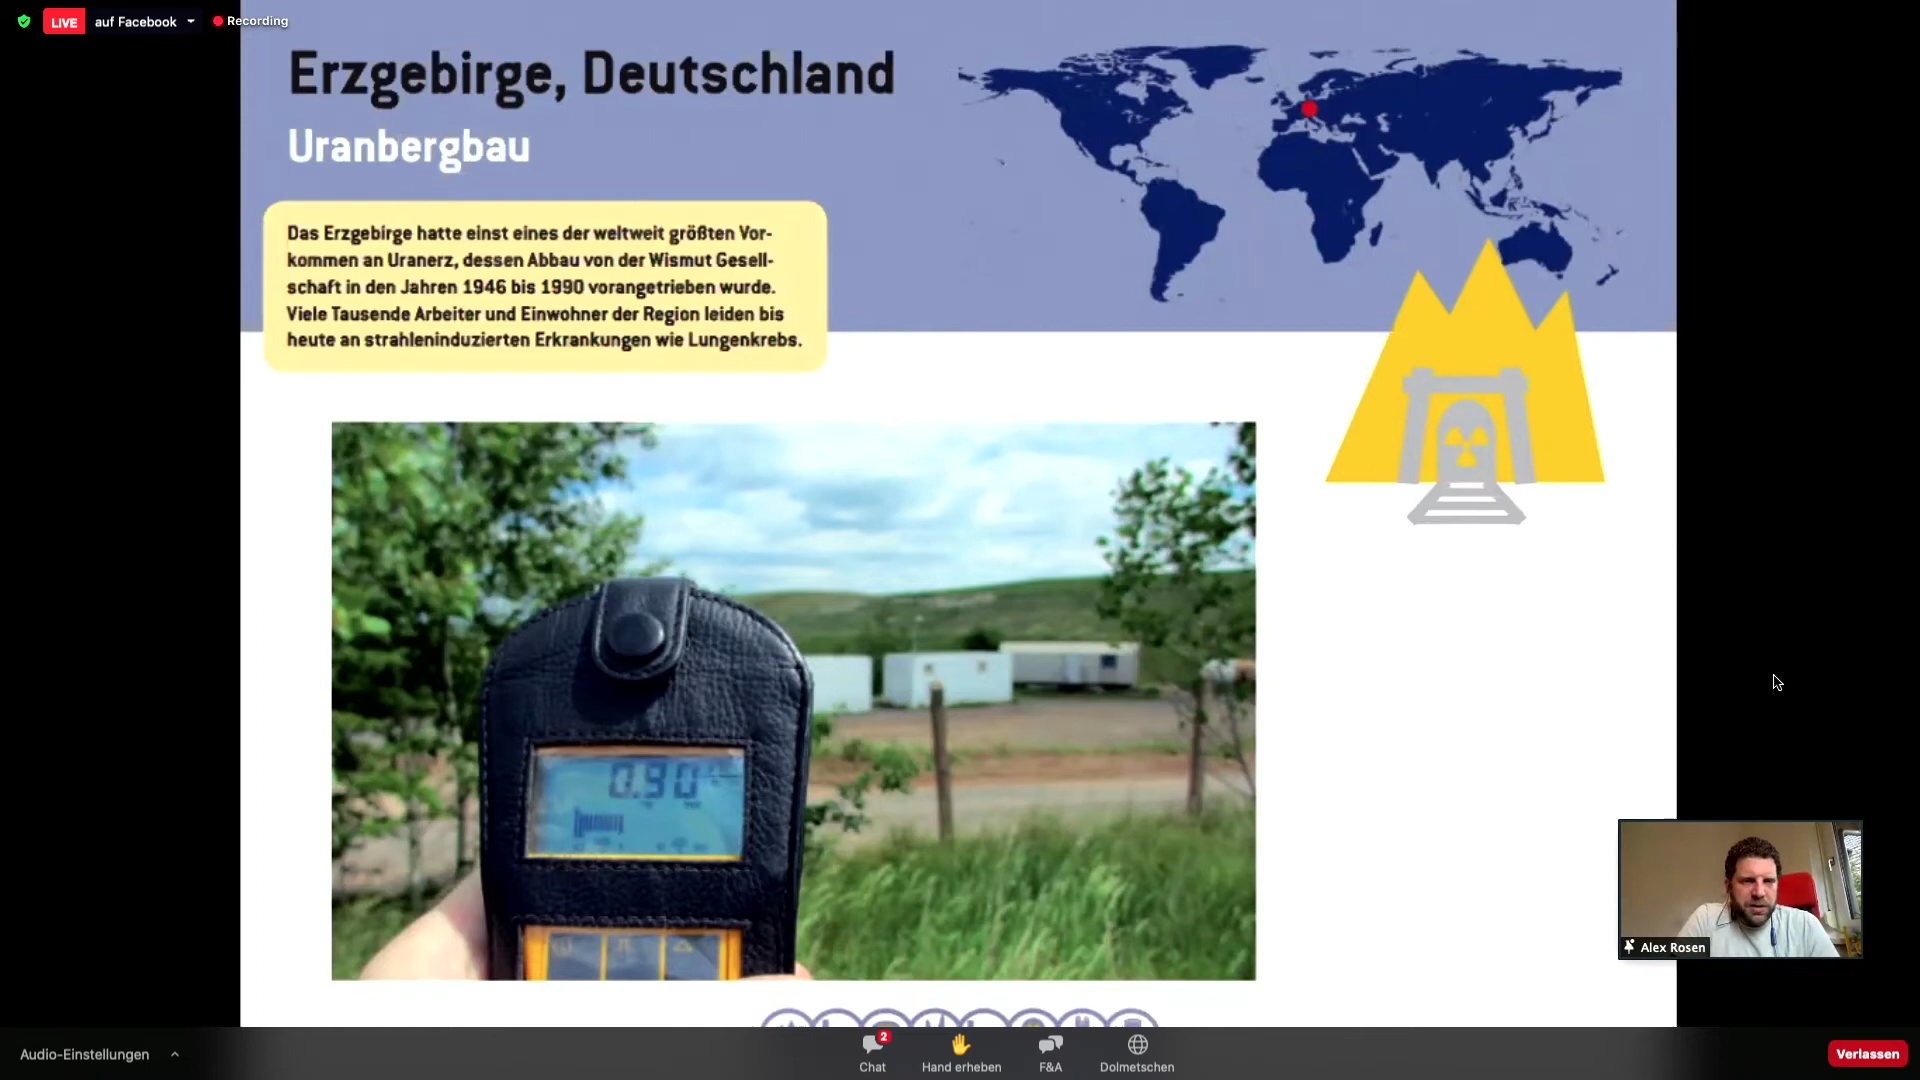 LIVE auf Facebook Recording
Erzgebirge, Deutschland
Uranbergbau
Das Erzgebirge hatte einst eines der weltweit größten Vor-
kommen an Uranerz, dessen Abbau von der Wismut Gesell-
schaft in den Jahren 1946 bis 1990 vorangetrieben wurde.
Viele Tausende Arbeiter und Einwohner der Region leiden bis
heute an strahleninduzierten Erkrankungen wie Lungenkrebs.
0.90
Alex Rosen
2
Audio-Einstellungen
Chat
Hand erheben
F&A
Dolmetschen
Verlassen